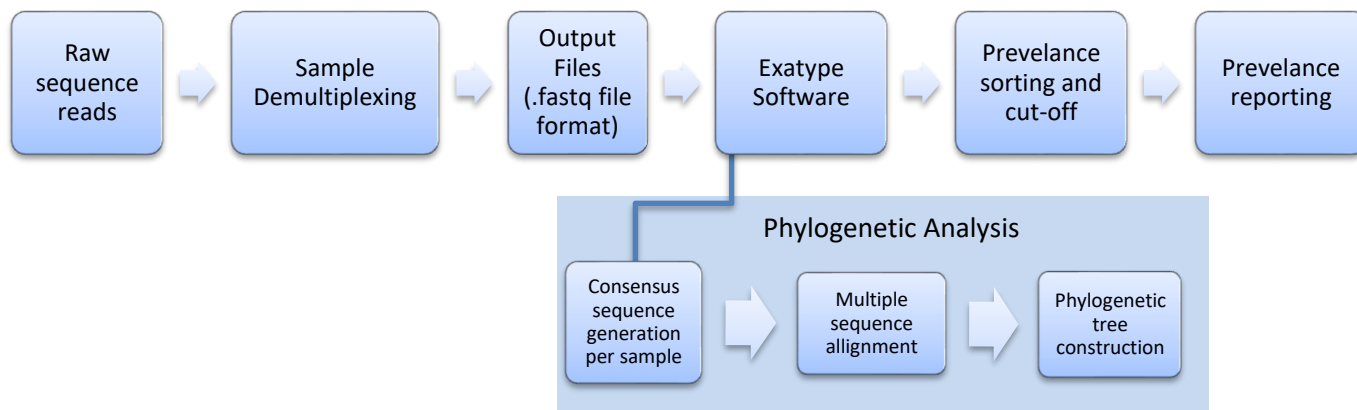 Raw
sequence
reads
Sample
Demultiplexing
Output
Files
(.fastq file
format)
Exatype
Software
Prevelance
sorting and
cut-off
Prevelance
reporting
Phylogenetic Analysis
Consensus
sequence
generation
per sample
Multiple
sequence
allignment
Phylogenetic
tree
construction